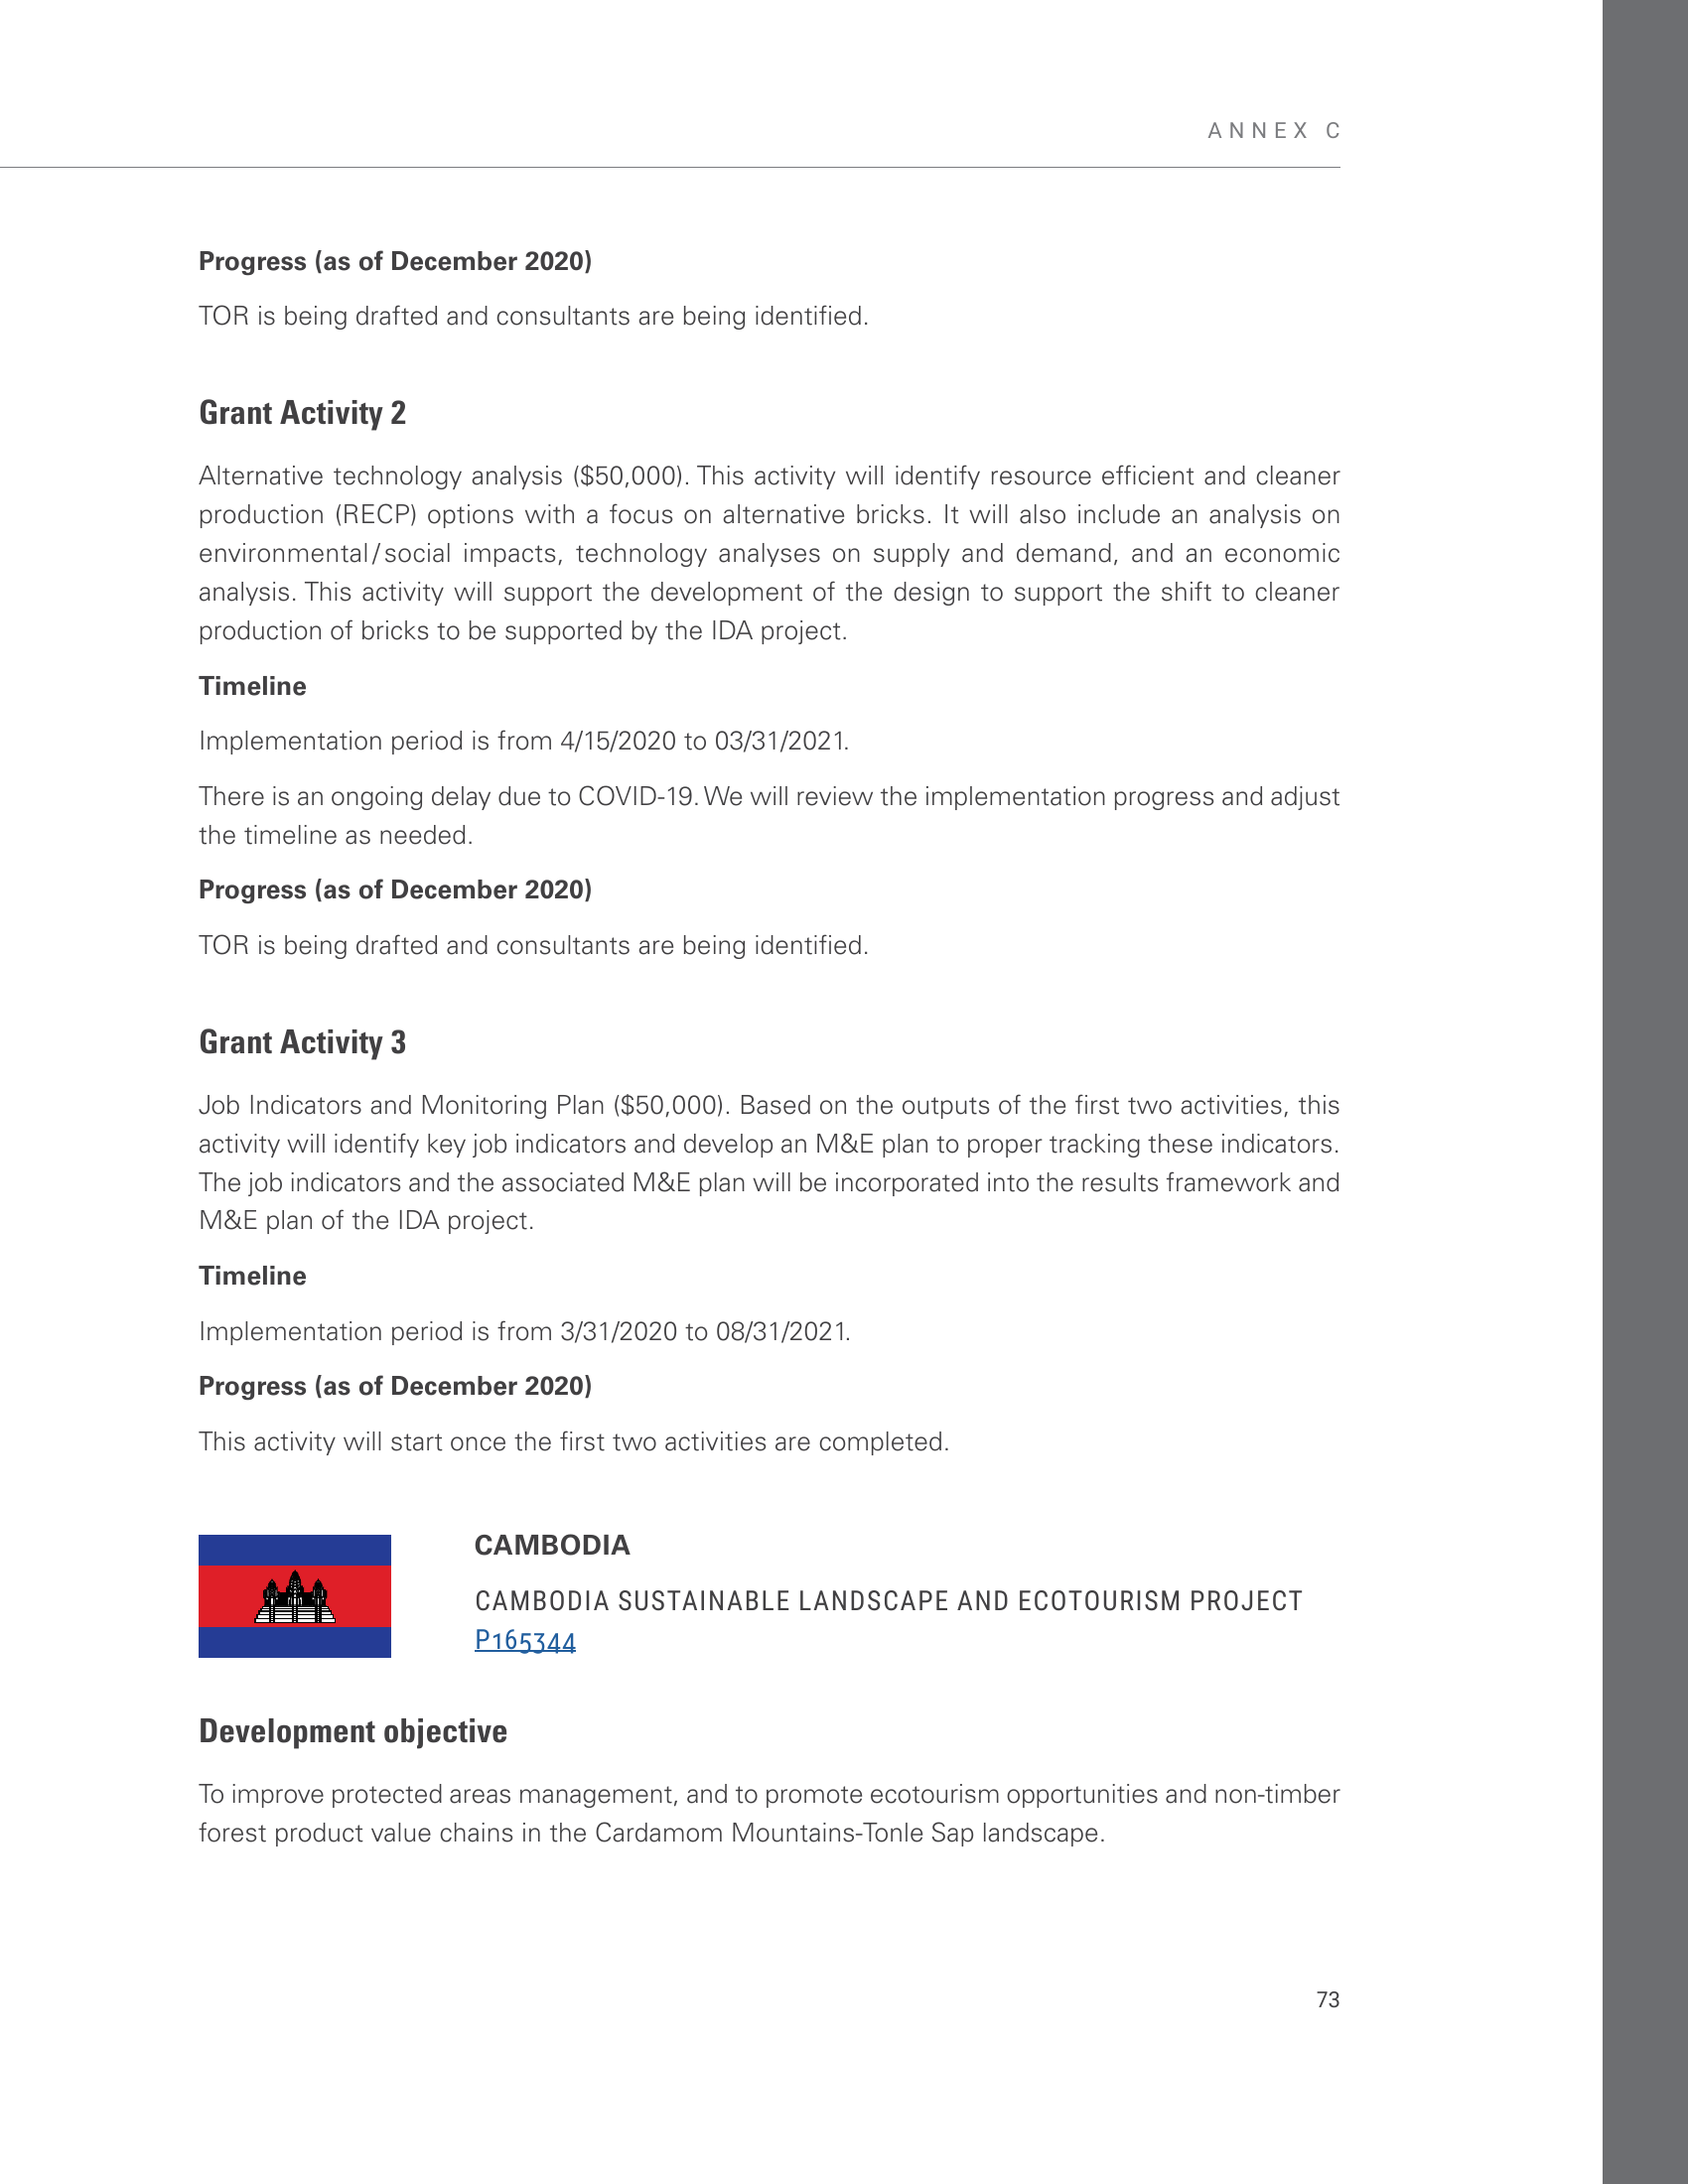 ANNEX C
Progress (as of December 2020)
TOR is being drafted and consultants are being identified.
Grant Activity 2
Alternative technology analysis ($50,000). This activity will identify resource efficient and cleaner
production (RECP) options with a focus on alternative bricks. It will also include an analysis on
environmental/social impacts, technology analyses on supply and demand, and an economic
analysis. This activity will support the development of the design to support the shift to cleaner
production of bricks to be supported by the IDA project.
Timeline
Implementation period is from 4/15/2020 to 03/31/2021.
There is an ongoing delay due to COVID-19. We will review the implementation progress and adjust
the timeline as needed.
Progress (as of December 2020)
TOR is being drafted and consultants are being identified.
Grant Activity 3
Job Indicators and Monitoring Plan ($50,000). Based on the outputs of the first two activities, this
activity will identify key job indicators and develop an M&E plan to proper tracking these indicators.
The job indicators and the associated M&E plan will be incorporated into the results framework and
M&E plan of the IDA project.
Timeline
Implementation period is from 3/31/2020 to 08/31/2021.
Progress (as of December 2020)
This activity will start once the first two activities are completed.
CAMBODIA
CAMBODIA SUSTAINABLE LANDSCAPE AND ECOTOURISM PROJECT
P165344
Development objective
To improve protected areas management, and to promote ecotourism opportunities and non-timber
forest product value chains in the Cardamom Mountains-Tonle Sap landscape.
73